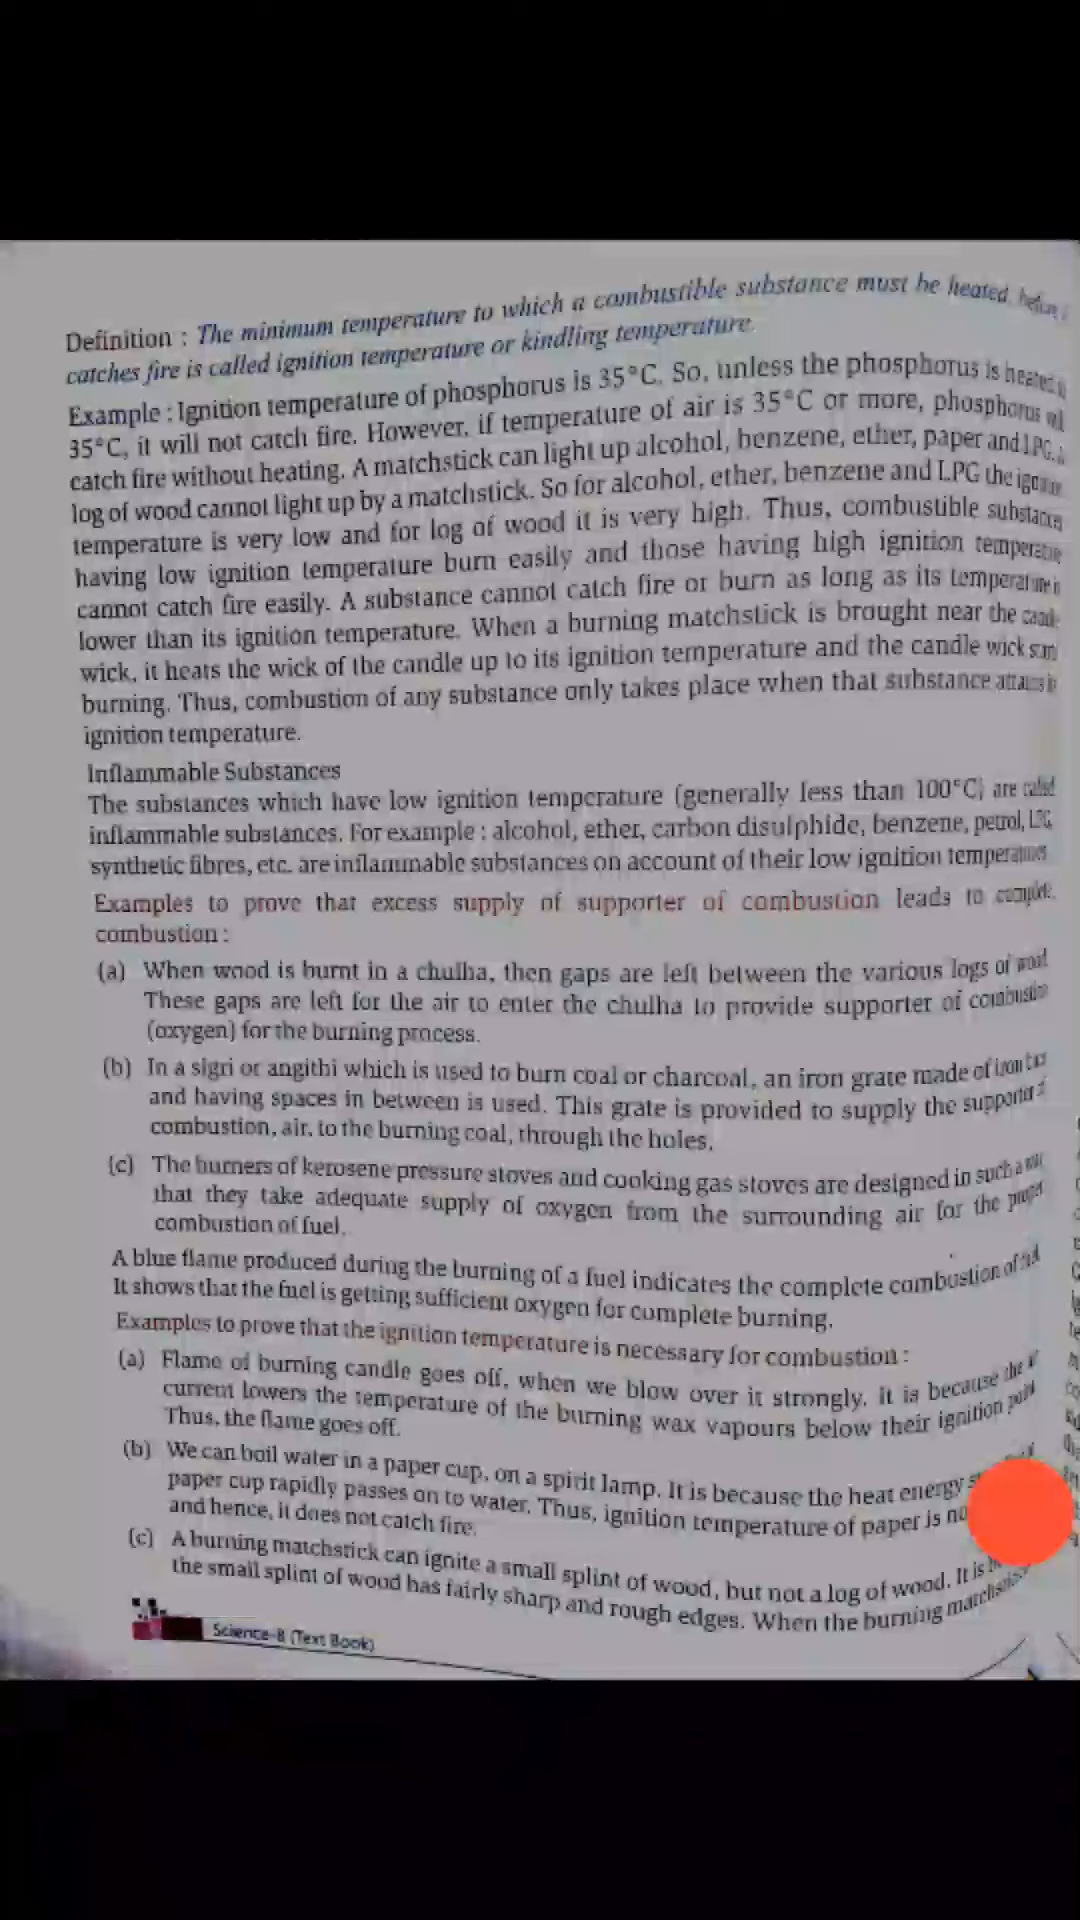 Definition : The minimum temperature to which a combustible substance must be heated, before
catches fire is called ignition temperature or kindling temperature.
Example : Ignition temperature of phosphorus is 35°C. So, unless the phosphorus is heated
35°C, it will not catch fire. However, if temperature of air is 35°C or more, phosphorus will
catch fire without heating. A matchstick can light up alcohol, benzene, ether, paper and LPG.
log of wood cannot light up by a matchstick. So for alcohol, ether, benzene and LPG the
temperature is very low and for log of wood it is very high. Thus, combustible substances
having low ignition temperature burn easily and those having high ignition temperature
cannot catch fire easily. A substance cannot catch fire or burn as long as its temperature is
lower than its ignition temperature. When a burning matchstick is brought near the
wick, it heats the wick of the candle up to its ignition temperature and the candle wick
burning. Thus, combustion of any substance only takes place when that substance attains
ignition temperature.
Inflammable Substances
The substances which have low ignition temperature (generally less than 100°C) are called
inflammable substances. For example : alcohol, ether, carbon disulphide, benzene, petrol,
synthetic fibres, etc. are inflammable substances on account of their low ignition temperatures
Examples to prove that excess supply of supporter of combustion leads to
combustion :
(a) When wood is burnt in a chulha, then gaps are left between the various logs of
These gaps are left for the air to enter the chulha to provide supporter of combustion
(oxygen) for the burning process.
(b) In a sigri or angithi which is used to burn coal or charcoal, an iron grate made of iron
and having spaces in between is used. This grate is provided to supply the supporter
combustion, air, to the burning coal, through the holes.
(c) The burners of kerosene pressure stoves and cooking gas stoves are designed in such a
that they take adequate supply of oxygen from the surrounding air for the proper
combustion of fuel.
A blue flame produced during the burning of a fuel indicates the complete combustion of
It shows that the fuel is getting sufficient oxygen for complete burning.
Examples to prove that the ignition temperature is necessary for combustion :
(a) Flame of burning candle goes off, when we blow over it strongly. it is because the
current lowers the temperature of the burning wax vapours below their ignition point
Thus, the flame goes off.
(b) We can boil water in a paper cup, on a spirit lamp. It is because the heat energy
paper cup rapidly passes on to water. Thus, ignition temperature of paper is
and hence, it does not catch fire.
(c) A burning matchstick can ignite a small splint of wood, but not a log of wood. It is
the small splint of wood has fairly sharp and rough edges. When the burning matchstick
Science-8 (Text Book)